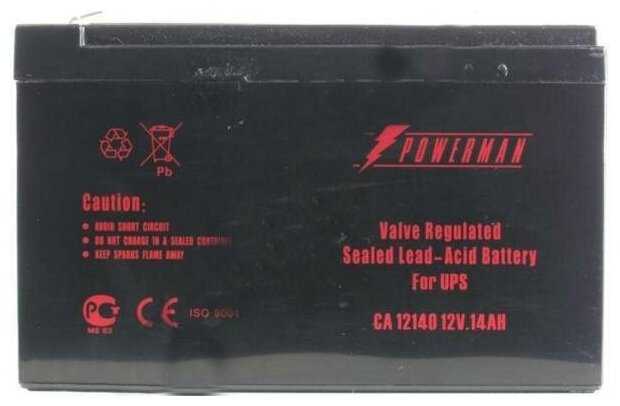 Pb
POWERMAN
Caution:
AVOID SHORT CIRCUIT
DO NOT CHARGE IN A SEALED CONTAINER
KEEP SPARKS FLAME AWAY
Valve Regulated
Sealed Lead-Acid Battery
For UPS
PC CE ISO 9001
CA 12140 12V.14AH